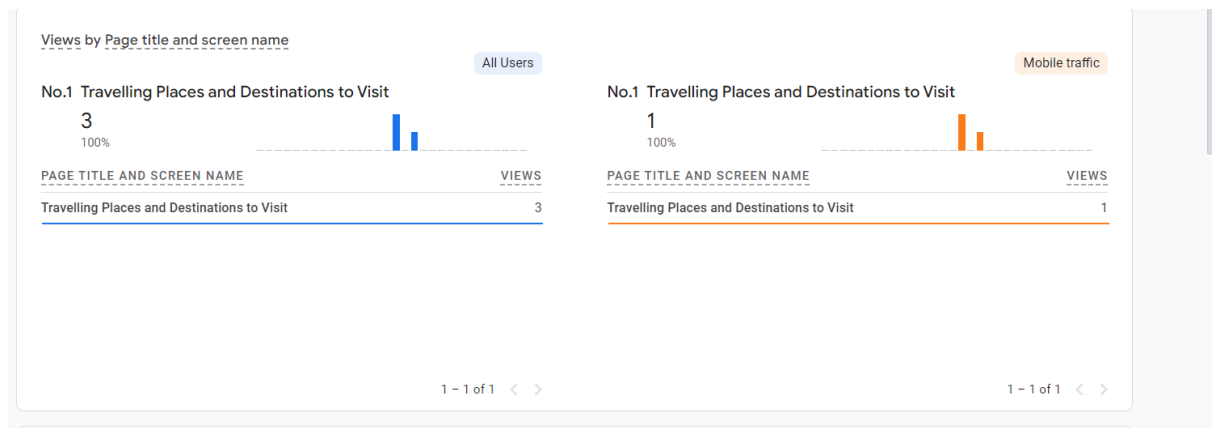 Views by Page title and screen name
All Users
No.1 Travelling Places and Destinations to Visit
3
100%
PAGE TITLE AND SCREEN NAME VIEWS
Travelling Places and Destinations to Visit 3
1 – 1 of 1
Mobile traffic
No.1 Travelling Places and Destinations to Visit
1
100%
PAGE TITLE AND SCREEN NAME VIEWS
Travelling Places and Destinations to Visit 1
1 – 1 of 1